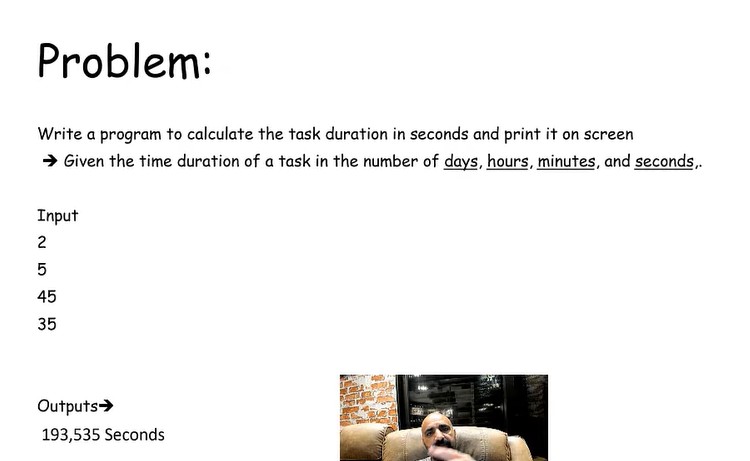 Problem:
Write a program to calculate the task duration in seconds and print it on screen
➔ Given the time duration of a task in the number of days, hours, minutes, and seconds,.
Input
2
5
45
35
Outputs➔
193,535 Seconds